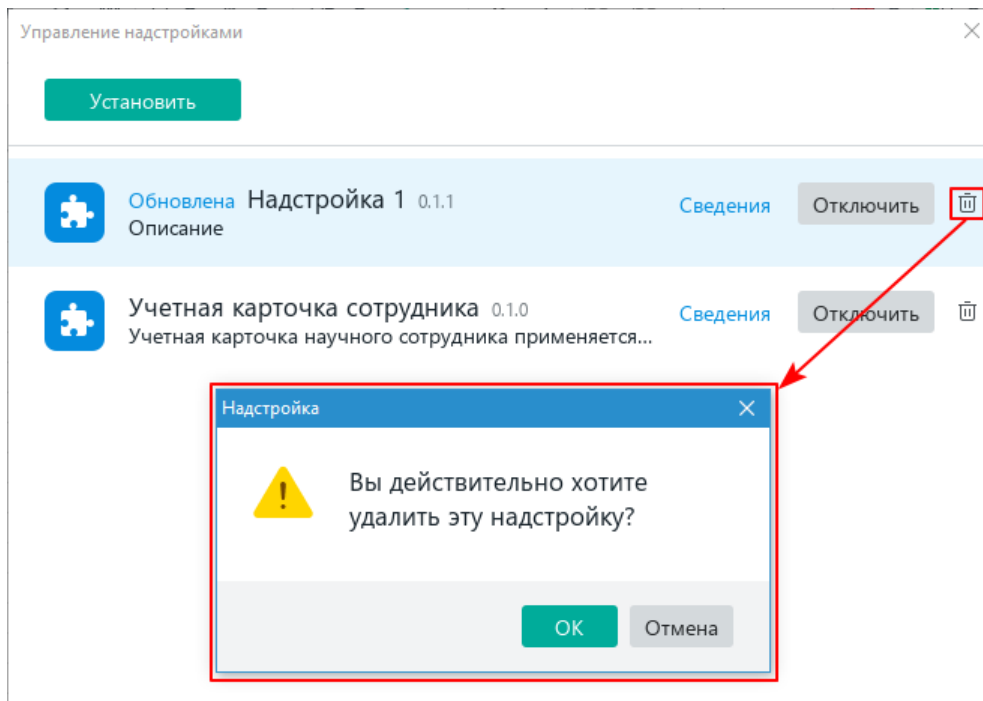 Управление надстройками
Установить
Обновлена Надстройка 1 0.1.1
Описание
Сведения
Отключить
Учетная карточка сотрудника 0.1.0
Учетная карточка научного сотрудника применяется...
Сведения
Отключить
Надстройка
Вы действительно хотите
удалить эту надстройку?
ОК
Отмена